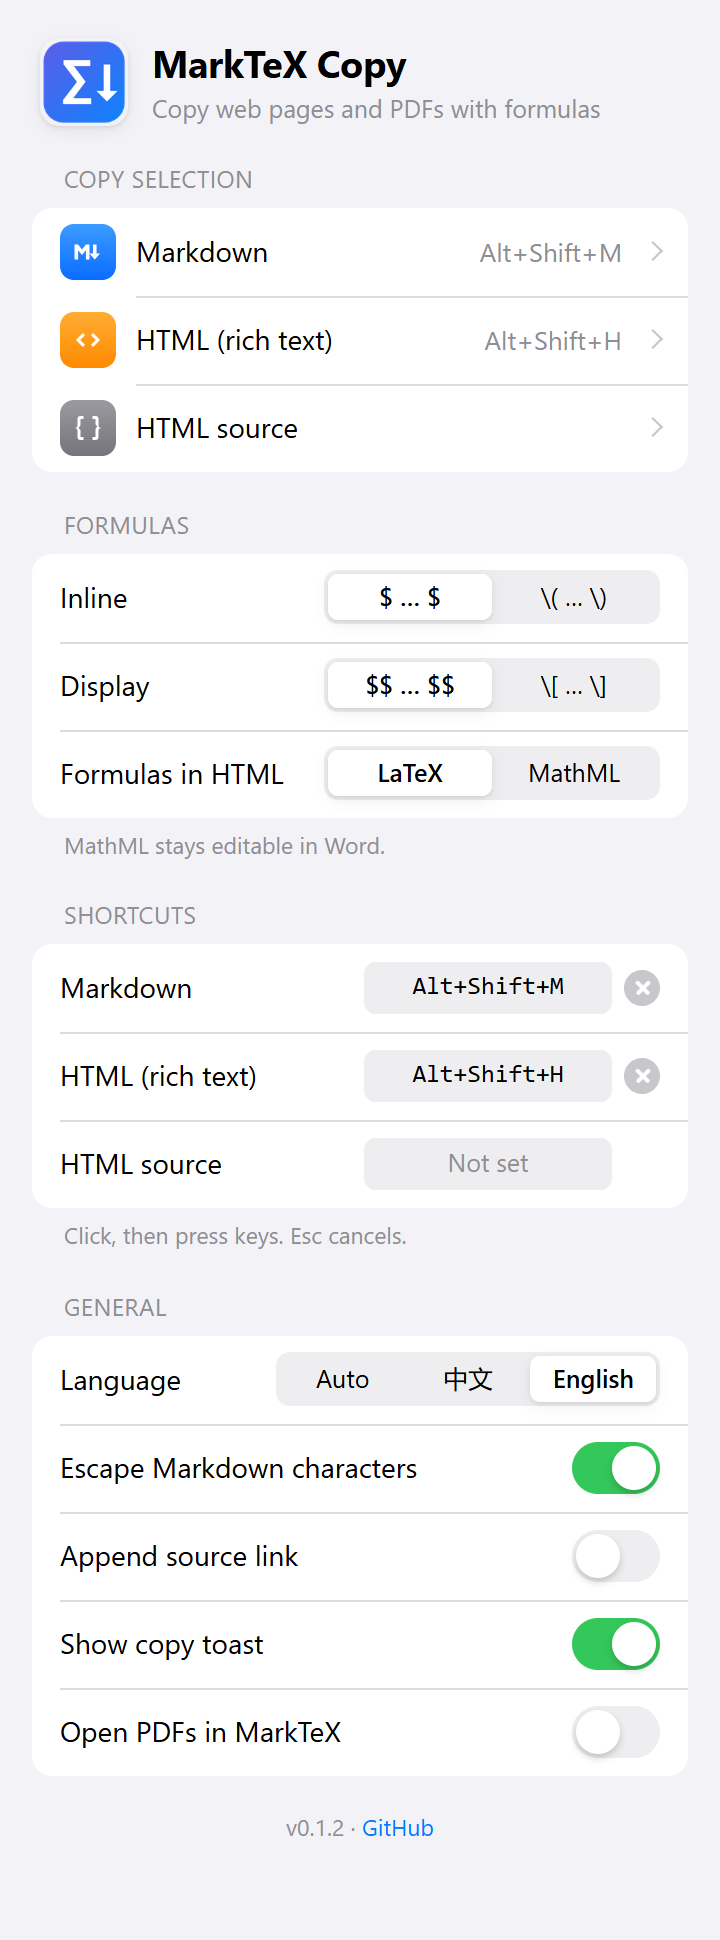 Σ↓
MarkTeX Copy
Copy web pages and PDFs with formulas
COPY SELECTION
M↓ Markdown Alt+Shift+M
<> HTML (rich text) Alt+Shift+H
{ } HTML source
FORMULAS
Inline $ ... $ \( ... \)
Display $$ ... $$ \[ ... \]
Formulas in HTML LaTeX MathML
MathML stays editable in Word.
SHORTCUTS
Markdown Alt+Shift+M
HTML (rich text) Alt+Shift+H
HTML source Not set
Click, then press keys. Esc cancels.
GENERAL
Language Auto 中文 English
Escape Markdown characters
Append source link
Show copy toast
Open PDFs in MarkTeX
v0.1.2 · GitHub